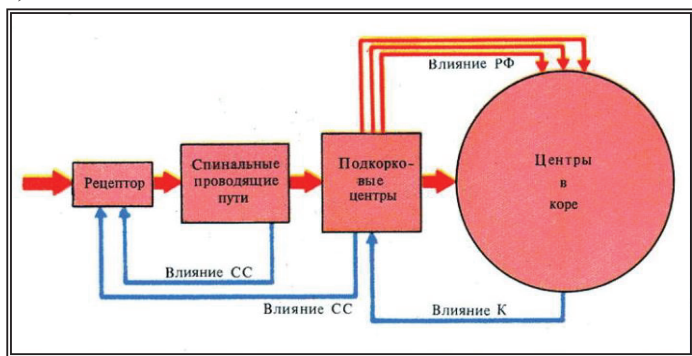 Влияние РФ
Рецептор
Спинальные
проводящие
пути
Подкорко-
вые
центры
Центры
в
коре
Влияние СС
Влияние СС
Влияние К